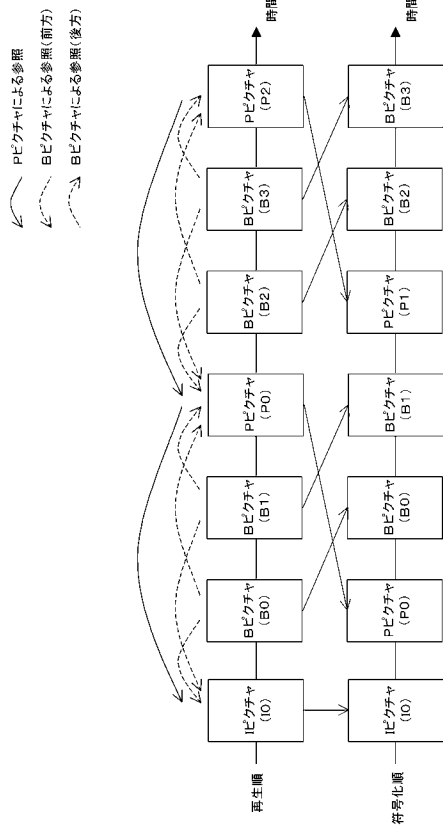 Pピクチャによる参照
Bピクチャによる参照(前方)
Bピクチャによる参照(後方)
再生順
Iピクチャ
(I0)
Bピクチャ
(B0)
Bピクチャ
(B1)
Pピクチャ
(P0)
Bピクチャ
(B2)
Bピクチャ
(B3)
Pピクチャ
(P2)
時間
符号化順
Iピクチャ
(I0)
Pピクチャ
(P0)
Bピクチャ
(B0)
Bピクチャ
(B1)
Pピクチャ
(P1)
Bピクチャ
(B2)
Bピクチャ
(B3)
時間